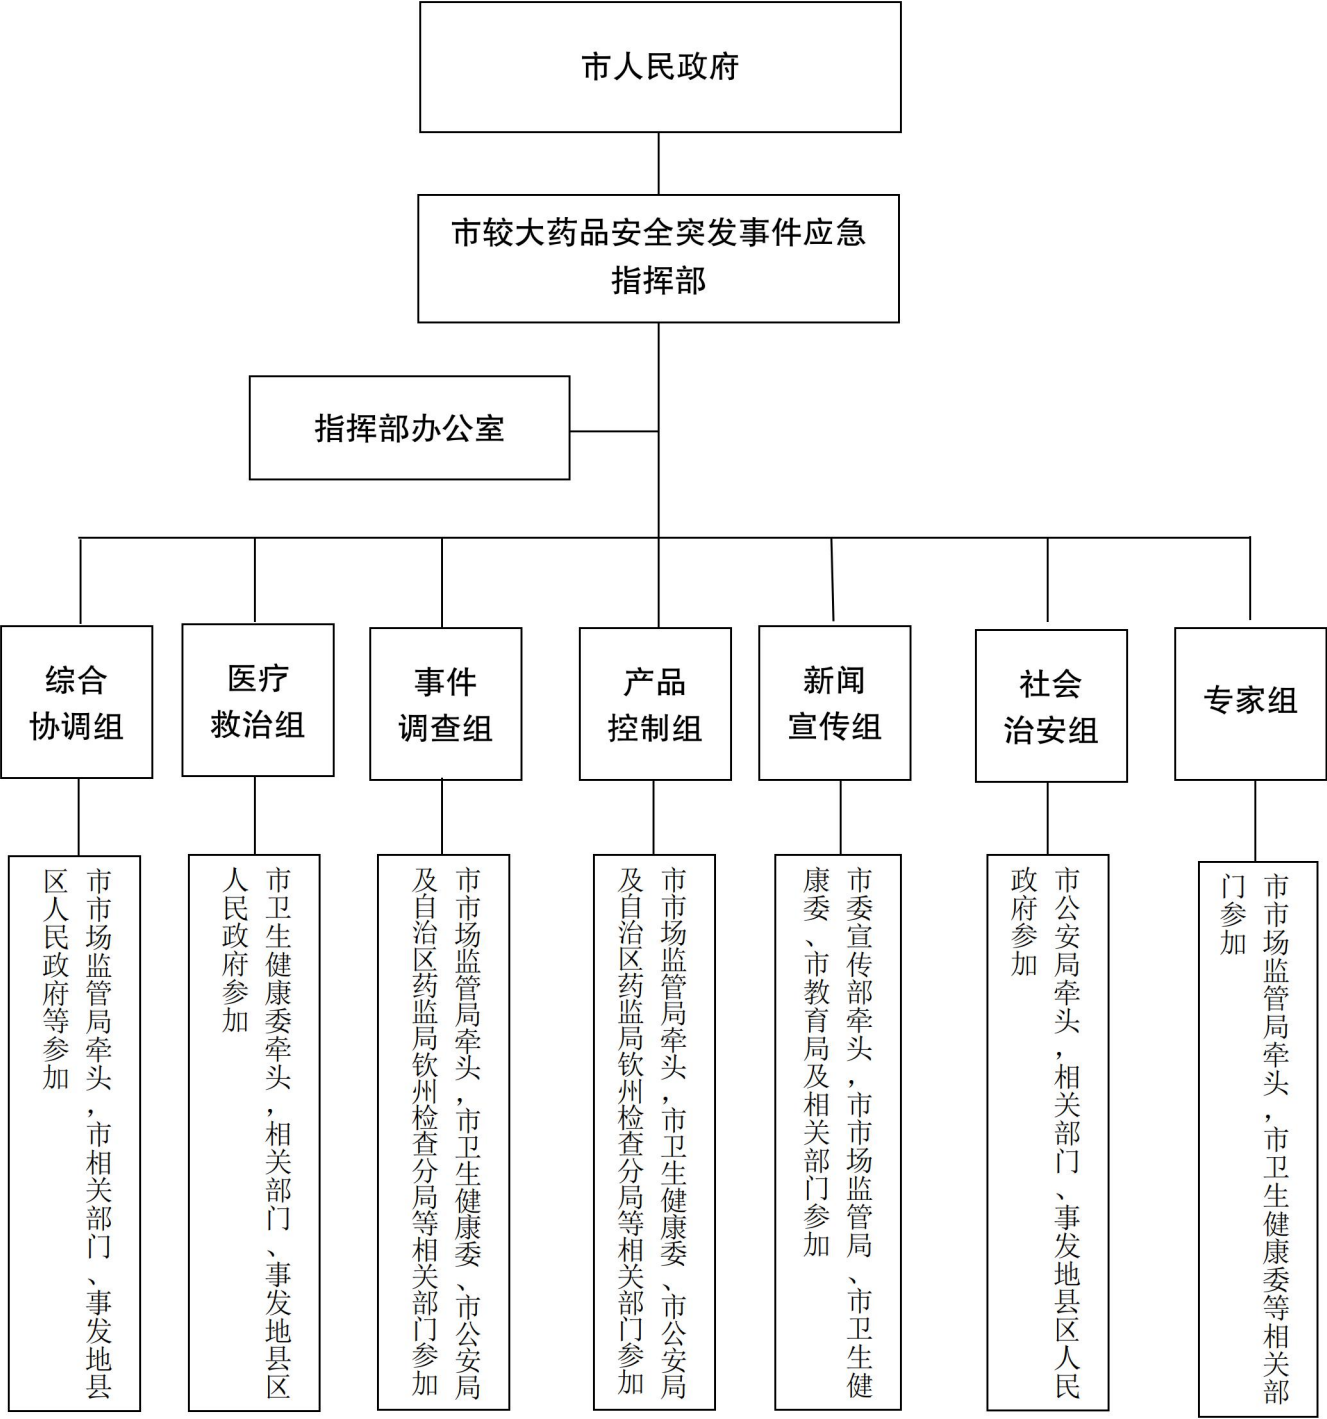 市人民政府
市较大药品安全突发事件应急
指挥部
指挥部办公室
综合
协调组
医疗
救治组
事件
调查组
产品
控制组
新闻
宣传组
社会
治安组
专家组
市市场监管局牵头，市相关部门、事发地县
区人民政府等参加
市卫生健康委牵头，相关部门、事发地县区
人民政府参加
市市场监管局牵头，市卫生健康委、市公安局
及自治区药监局钦州检查分局等相关部门参加
市市场监管局牵头，市卫生健康委、市公安局
及自治区药监局钦州检查分局等相关部门参加
市委宣传部牵头，市市场监管局、市卫生健
康委、市教育局及相关部门参加
市公安局牵头，相关部门、事发地县区人民
政府参加
市市场监管局牵头，市卫生健康委等相关部
门参加